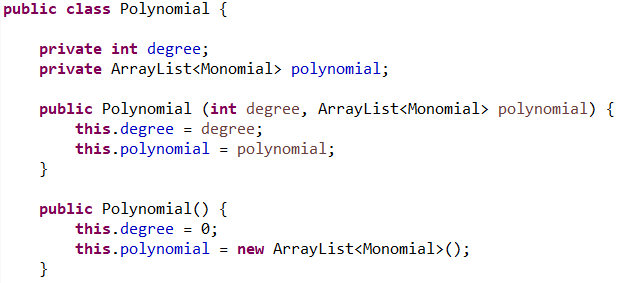 public class Polynomial {
    private int degree;
    private ArrayList<Monomial> polynomial;
    public Polynomial (int degree, ArrayList<Monomial> polynomial) {
        this.degree = degree;
        this.polynomial = polynomial;
    }
    public Polynomial() {
        this.degree = 0;
        this.polynomial = new ArrayList<Monomial>();
    }